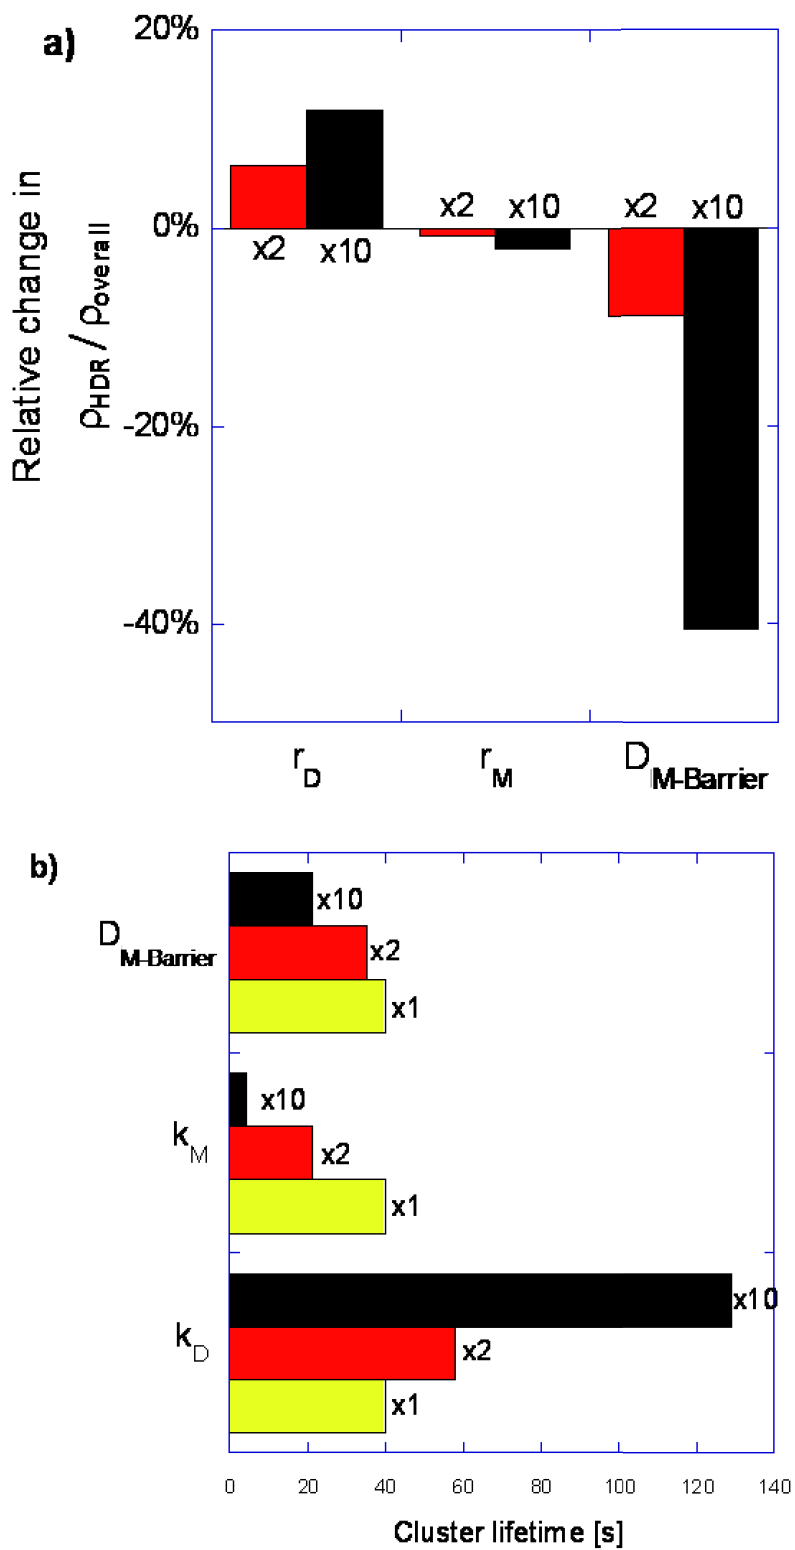 a)
20%
0%
-20%
-40%
Relative change in
ρHDR / ρoverall
x2 x10
x2 x10
x2 x10
rD
rM
DM-Barrier
b)
DM-Barrier
x10
x2
x1
kM
x10
x2
x1
kD
x10
x2
x1
0 20 40 60 80 100 120 140
Cluster lifetime [s]